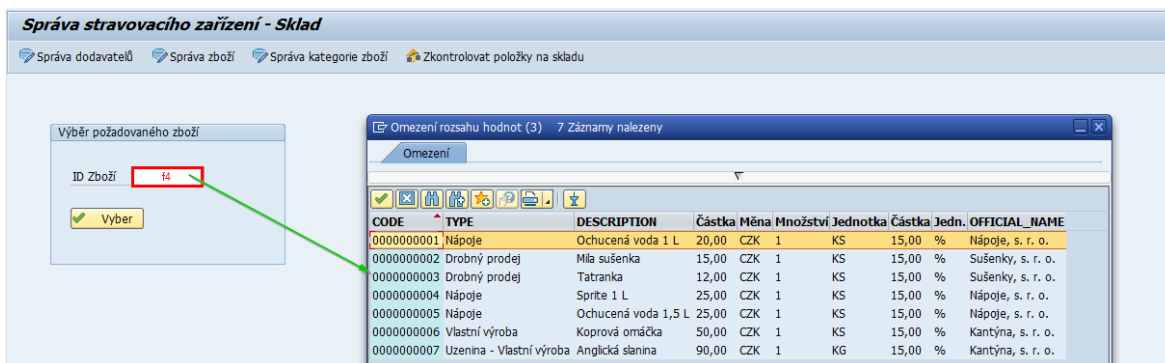 Správa stravovacího zařízení - Sklad
Správa dodavatelů Správa zboží Správa kategorie zboží Zkontrolovat položky na skladu
Výběr požadovaného zboží
ID Zboží f4
Vyber
Omezení rozsahu hodnot (3) 7 Záznamy nalezeny
Omezení
CODE TYPE DESCRIPTION Částka Měna Množství Jednotka Částka Jedn. OFFICIAL_NAME
0000000001 Nápoje Ochucená voda 1 L 20,00 CZK 1 KS 15,00 % Nápoje, s. r. o.
0000000002 Drobný prodej Mila sušenka 15,00 CZK 1 KS 15,00 % Sušenky, s. r. o.
0000000003 Drobný prodej Tatranka 12,00 CZK 1 KS 15,00 % Sušenky, s. r. o.
0000000004 Nápoje Sprite 1 L 25,00 CZK 1 KS 15,00 % Nápoje, s. r. o.
0000000005 Nápoje Ochucená voda 1,5 L 25,00 CZK 1 KS 15,00 % Nápoje, s. r. o.
0000000006 Vlastní výroba Koprová omáčka 50,00 CZK 1 KS 15,00 % Kantýna, s. r. o.
0000000007 Uzenina - Vlastní výroba Anglická slanina 90,00 CZK 1 KG 15,00 % Kantýna, s. r. o.